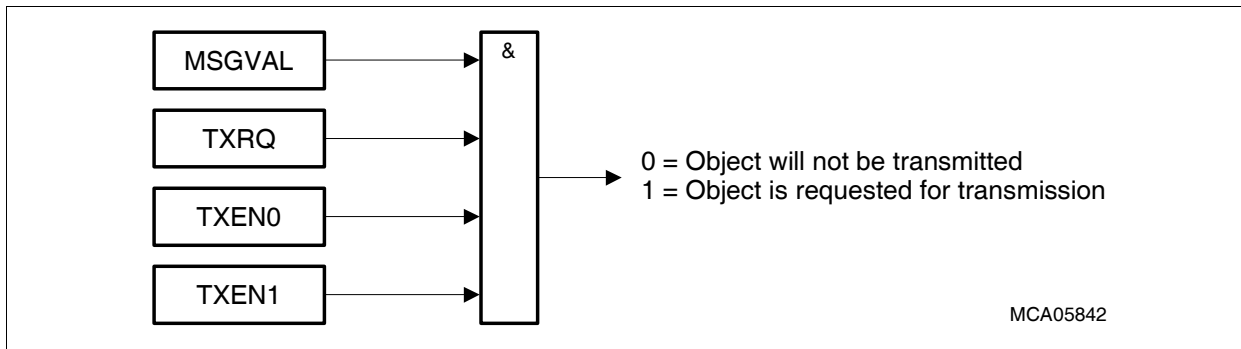 MSGVAL
TXRQ
TXEN0
TXEN1
&
0 = Object will not be transmitted
1 = Object is requested for transmission
MCA05842